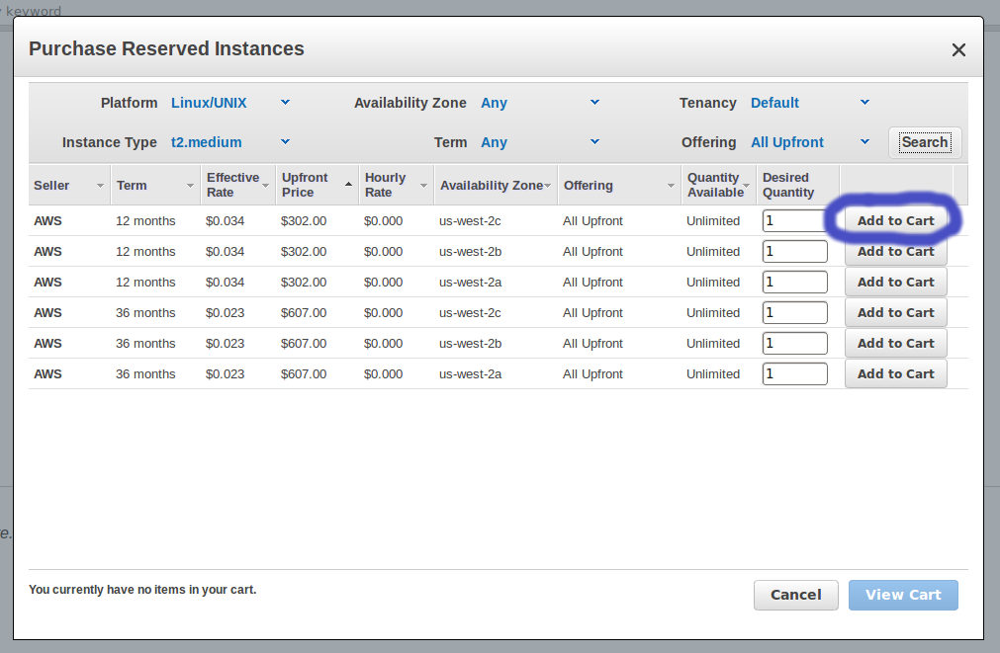 keyword
Purchase Reserved Instances
Platform Linux/UNIX Availability Zone Any Tenancy Default
Instance Type t2.medium Term Any Offering All Upfront Search
Seller Term Effective Rate Upfront Price Hourly Rate Availability Zone Offering Quantity Available Desired Quantity
AWS 12 months $0.034 $302.00 $0.000 us-west-2c All Upfront Unlimited 1 Add to Cart
AWS 12 months $0.034 $302.00 $0.000 us-west-2b All Upfront Unlimited 1 Add to Cart
AWS 12 months $0.034 $302.00 $0.000 us-west-2a All Upfront Unlimited 1 Add to Cart
AWS 36 months $0.023 $607.00 $0.000 us-west-2c All Upfront Unlimited 1 Add to Cart
AWS 36 months $0.023 $607.00 $0.000 us-west-2b All Upfront Unlimited 1 Add to Cart
AWS 36 months $0.023 $607.00 $0.000 us-west-2a All Upfront Unlimited 1 Add to Cart
You currently have no items in your cart. Cancel View Cart